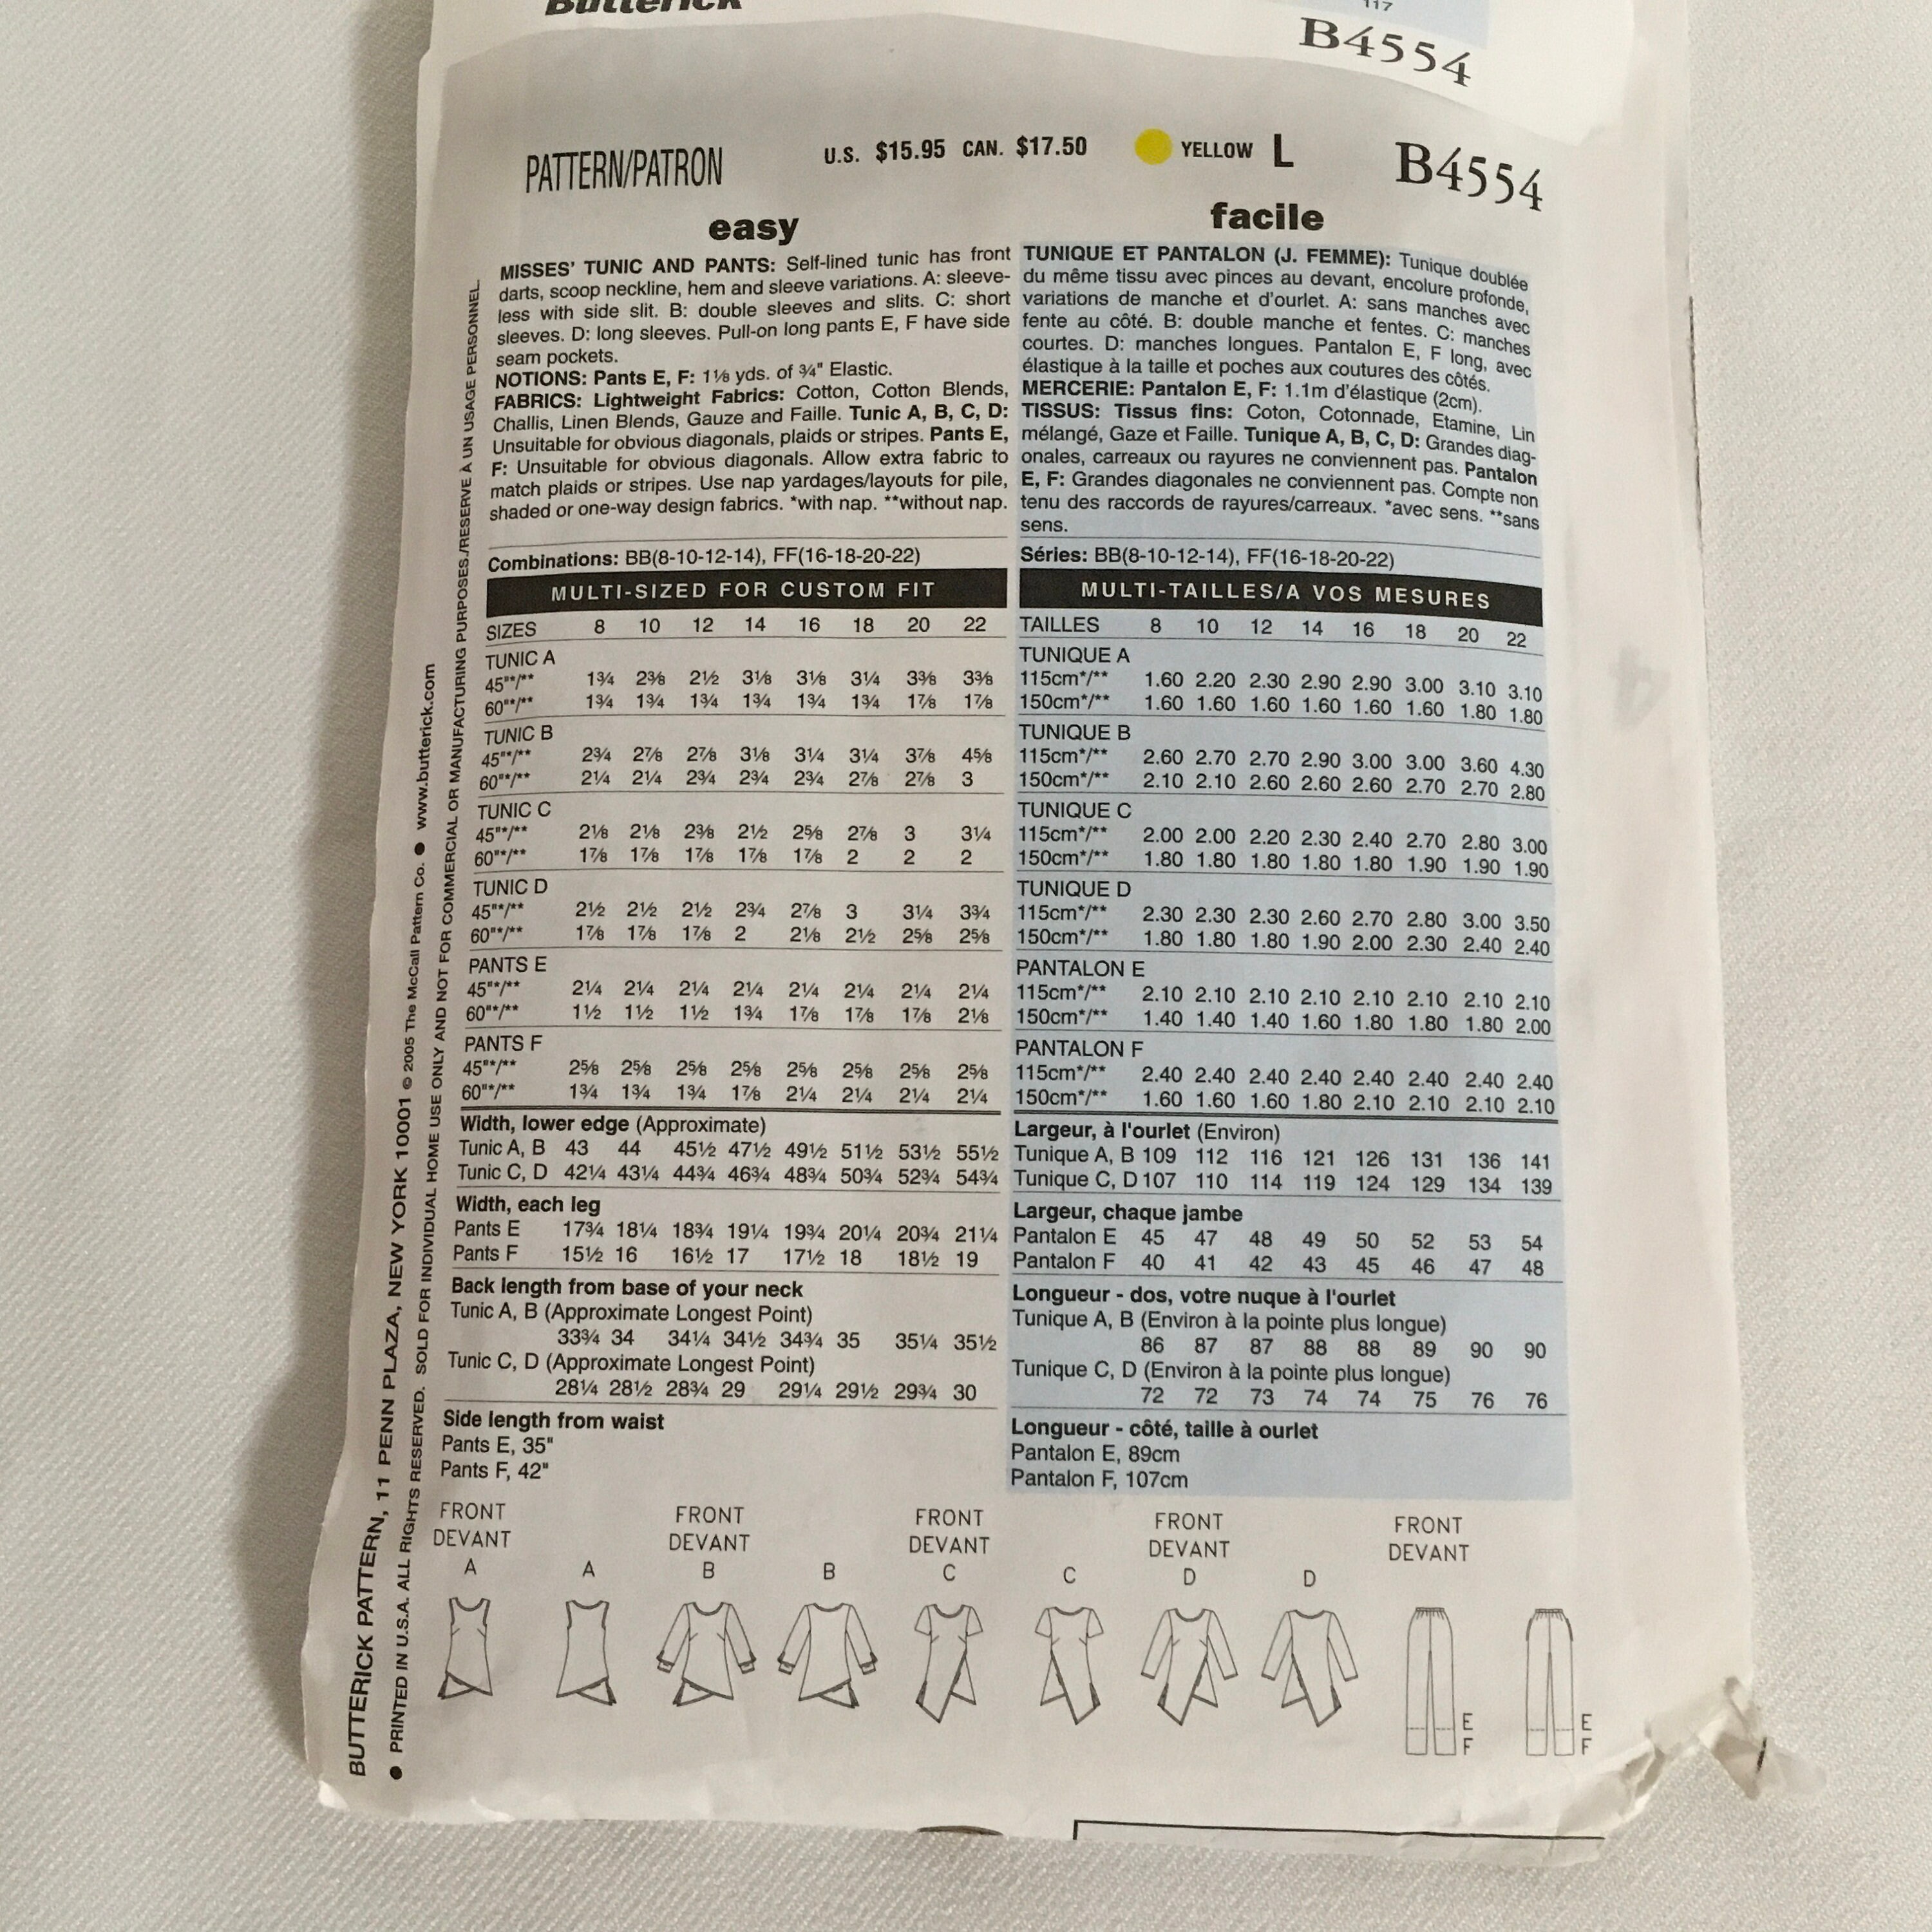 Butterick
117
B4554
PATTERN/PATRON
U.S. $15.95 CAN. $17.50
YELLOW L
B4554
easy
MISSES' TUNIC AND PANTS: Self-lined tunic has front
darts, scoop neckline, hem and sleeve variations. A: sleeve-
less with side slit. B: double sleeves and slits. C: short
sleeves. D: long sleeves. Pull-on long pants E, F have side
seam pockets.
NOTIONS: Pants E, F: 1⅛ yds. of ¾" Elastic.
FABRICS: Lightweight Fabrics: Cotton, Cotton Blends,
Challis, Linen Blends, Gauze and Faille. Tunic A, B, C, D:
Unsuitable for obvious diagonals, plaids or stripes. Pants E,
F: Unsuitable for obvious diagonals. Allow extra fabric to
match plaids or stripes. Use nap yardages/layouts for pile,
shaded or one-way design fabrics. *with nap. **without nap.
Combinations: BB(8-10-12-14), FF(16-18-20-22)
MULTI-SIZED FOR CUSTOM FIT
SIZES 8 10 12 14 16 18 20 22
TUNIC A
45"*/** 1¾ 2⅜ 2½ 3⅛ 3⅛ 3¼ 3⅜ 3⅜
60"*/** 1¾ 1¾ 1¾ 1¾ 1¾ 1¾ 1⅞ 1⅞
TUNIC B
45"*/** 2¾ 2⅞ 2⅞ 3⅛ 3¼ 3¼ 3⅞ 4⅝
60"*/** 2¼ 2¼ 2¾ 2¾ 2¾ 2⅞ 2⅞ 3
TUNIC C
45"*/** 2⅛ 2⅛ 2⅜ 2½ 2⅝ 2⅞ 3 3¼
60"*/** 1⅞ 1⅞ 1⅞ 1⅞ 1⅞ 2 2 2
TUNIC D
45"*/** 2½ 2½ 2½ 2¾ 2⅞ 3 3¼ 3¾
60"*/** 1⅞ 1⅞ 1⅞ 2 2⅛ 2½ 2⅝ 2⅝
PANTS E
45"*/** 2¼ 2¼ 2¼ 2¼ 2¼ 2¼ 2¼ 2¼
60"*/** 1½ 1½ 1½ 1¾ 1⅞ 1⅞ 1⅞ 2⅛
PANTS F
45"*/** 2⅝ 2⅝ 2⅝ 2⅝ 2⅝ 2⅝ 2⅝ 2⅝
60"*/** 1¾ 1¾ 1¾ 1⅞ 2¼ 2¼ 2¼ 2¼
Width, lower edge (Approximate)
Tunic A, B 43 44 45½ 47½ 49½ 51½ 53½ 55½
Tunic C, D 42¼ 43¼ 44¾ 46¾ 48¾ 50¾ 52¾ 54¾
Width, each leg
Pants E 17¾ 18¼ 18¾ 19¼ 19¾ 20¼ 20¾ 21¼
Pants F 15½ 16 16½ 17 17½ 18 18½ 19
Back length from base of your neck
Tunic A, B (Approximate Longest Point)
33¾ 34 34¼ 34½ 34¾ 35 35¼ 35½
Tunic C, D (Approximate Longest Point)
28¼ 28½ 28¾ 29 29¼ 29½ 29¾ 30
Side length from waist
Pants E, 35"
Pants F, 42"
facile
TUNIQUE ET PANTALON (J. FEMME): Tunique doublée
du même tissu avec pinces au devant, encolure profonde,
variations de manche et d'ourlet. A: sans manches avec
fente au côté. B: double manche et fentes. C: manches
courtes. D: manches longues. Pantalon E, F long, avec
élastique à la taille et poches aux coutures des côtés.
MERCERIE: Pantalon E, F: 1.1m d'élastique (2cm).
TISSUS: Tissus fins: Coton, Cotonnade, Etamine, Lin
mélangé, Gaze et Faille. Tunique A, B, C, D: Grandes diag-
onales, carreaux ou rayures ne conviennent pas. Pantalon
E, F: Grandes diagonales ne conviennent pas. Compte non
tenu des raccords de rayures/carreaux. *avec sens. **sans
sens.
Séries: BB(8-10-12-14), FF(16-18-20-22)
MULTI-TAILLES/A VOS MESURES
TAILLES 8 10 12 14 16 18 20 22
TUNIQUE A
115cm*/** 1.60 2.20 2.30 2.90 2.90 3.00 3.10 3.10
150cm*/** 1.60 1.60 1.60 1.60 1.60 1.60 1.80 1.80
TUNIQUE B
115cm*/** 2.60 2.70 2.70 2.90 3.00 3.00 3.60 4.30
150cm*/** 2.10 2.10 2.60 2.60 2.60 2.70 2.70 2.80
TUNIQUE C
115cm*/** 2.00 2.00 2.20 2.30 2.40 2.70 2.80 3.00
150cm*/** 1.80 1.80 1.80 1.80 1.80 1.90 1.90 1.90
TUNIQUE D
115cm*/** 2.30 2.30 2.30 2.60 2.70 2.80 3.00 3.50
150cm*/** 1.80 1.80 1.80 1.90 2.00 2.30 2.40 2.40
PANTALON E
115cm*/** 2.10 2.10 2.10 2.10 2.10 2.10 2.10 2.10
150cm*/** 1.40 1.40 1.40 1.60 1.80 1.80 1.80 2.00
PANTALON F
115cm*/** 2.40 2.40 2.40 2.40 2.40 2.40 2.40 2.40
150cm*/** 1.60 1.60 1.60 1.80 2.10 2.10 2.10 2.10
Largeur, à l'ourlet (Environ)
Tunique A, B 109 112 116 121 126 131 136 141
Tunique C, D 107 110 114 119 124 129 134 139
Largeur, chaque jambe
Pantalon E 45 47 48 49 50 52 53 54
Pantalon F 40 41 42 43 45 46 47 48
Longueur - dos, votre nuque à l'ourlet
Tunique A, B (Environ à la pointe plus longue)
86 87 87 88 88 89 90 90
Tunique C, D (Environ à la pointe plus longue)
72 72 73 74 74 75 76 76
Longueur - côté, taille à ourlet
Pantalon E, 89cm
Pantalon F, 107cm
FRONT FRONT FRONT FRONT FRONT
DEVANT DEVANT DEVANT DEVANT DEVANT
A A B B C C D D
E E
F F
BUTTERICK PATTERN, 11 PENN PLAZA, NEW YORK 10001 © 2005 The McCall Pattern Co. ● www.butterick.com
● PRINTED IN U.S.A. ALL RIGHTS RESERVED. SOLD FOR INDIVIDUAL HOME USE ONLY AND NOT FOR COMMERCIAL OR MANUFACTURING PURPOSES./RESERVE À UN USAGE PERSONNEL.